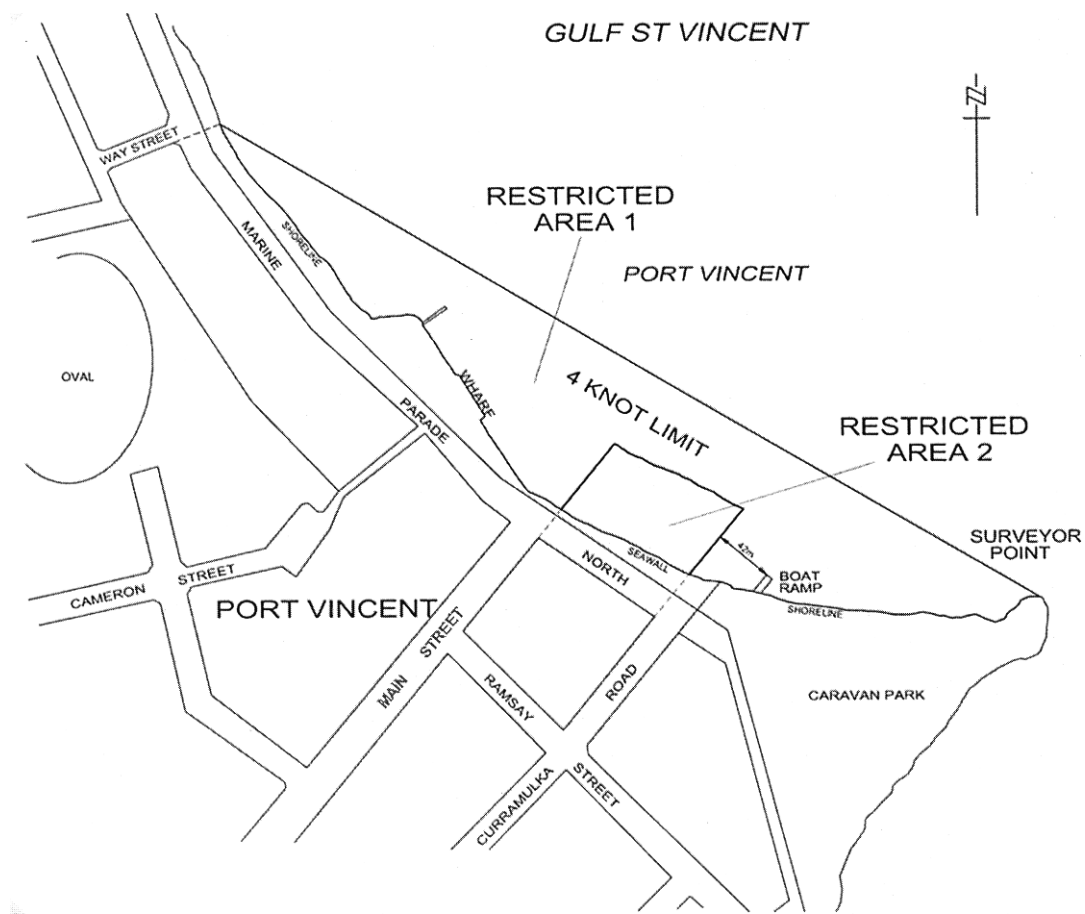 GULF ST VINCENT
N
WAY STREET
RESTRICTED
AREA 1
MARINE
SHORELINE
PORT VINCENT
OVAL
WHARF
4 KNOT LIMIT
PARADE
RESTRICTED
AREA 2
SURVEYOR
POINT
42m
SEAWALL
BOAT
RAMP
NORTH
SHORELINE
CAMERON STREET
PORT VINCENT
MAIN STREET
RAMSAY STREET
CURRAMULKA ROAD
CARAVAN PARK